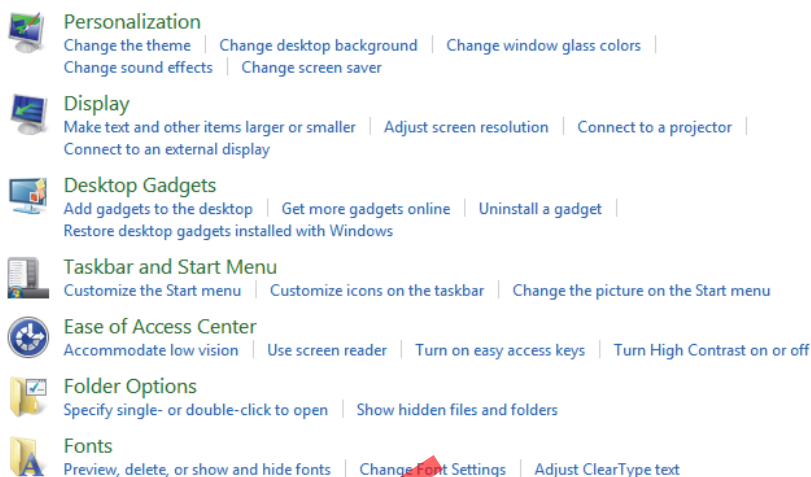 Personalization
Change the theme | Change desktop background | Change window glass colors |
Change sound effects | Change screen saver
Display
Make text and other items larger or smaller | Adjust screen resolution | Connect to a projector |
Connect to an external display
Desktop Gadgets
Add gadgets to the desktop | Get more gadgets online | Uninstall a gadget |
Restore desktop gadgets installed with Windows
Taskbar and Start Menu
Customize the Start menu | Customize icons on the taskbar | Change the picture on the Start menu
Ease of Access Center
Accommodate low vision | Use screen reader | Turn on easy access keys | Turn High Contrast on or off
Folder Options
Specify single- or double-click to open | Show hidden files and folders
Fonts
Preview, delete, or show and hide fonts | Change Font Settings | Adjust ClearType text